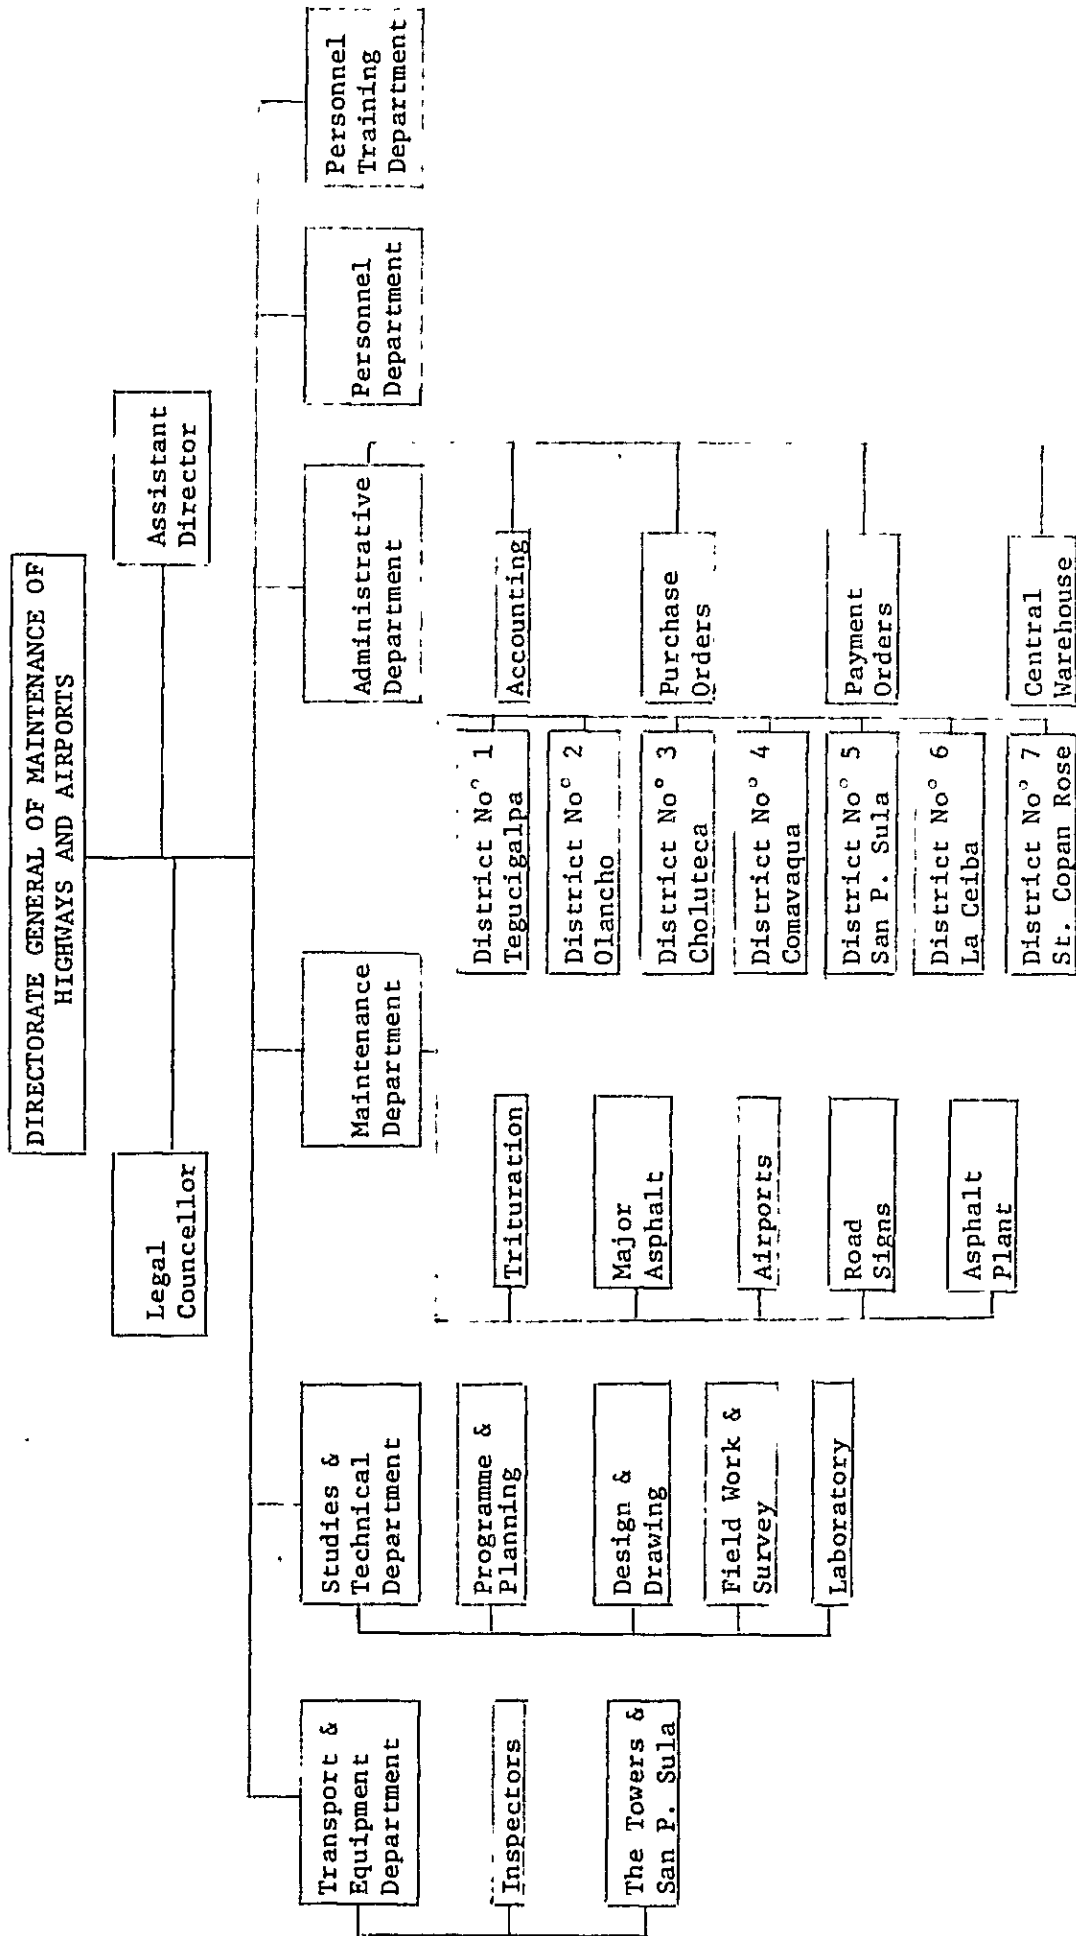 DIRECTORATE GENERAL OF MAINTENANCE OF
HIGHWAYS AND AIRPORTS
Legal
Councellor
Assistant
Director
Transport &
Equipment
Department
Studies &
Technical
Department
Maintenance
Department
Administrative
Department
Personnel
Department
Personnel
Training
Department
Inspectors
The Towers &
San P. Sula
Programme &
Planning
Design &
Drawing
Field Work &
Survey
Laboratory
Trituration
Major
Asphalt
Airports
Road
Signs
Asphalt
Plant
District No° 1
Tegucigalpa
District No° 2
Olancho
District No° 3
Choluteca
District No° 4
Comavaqua
District No° 5
San P. Sula
District No° 6
La Ceiba
District No° 7
St. Copan Rose
Accounting
Purchase
Orders
Payment
Orders
Central
Warehouse